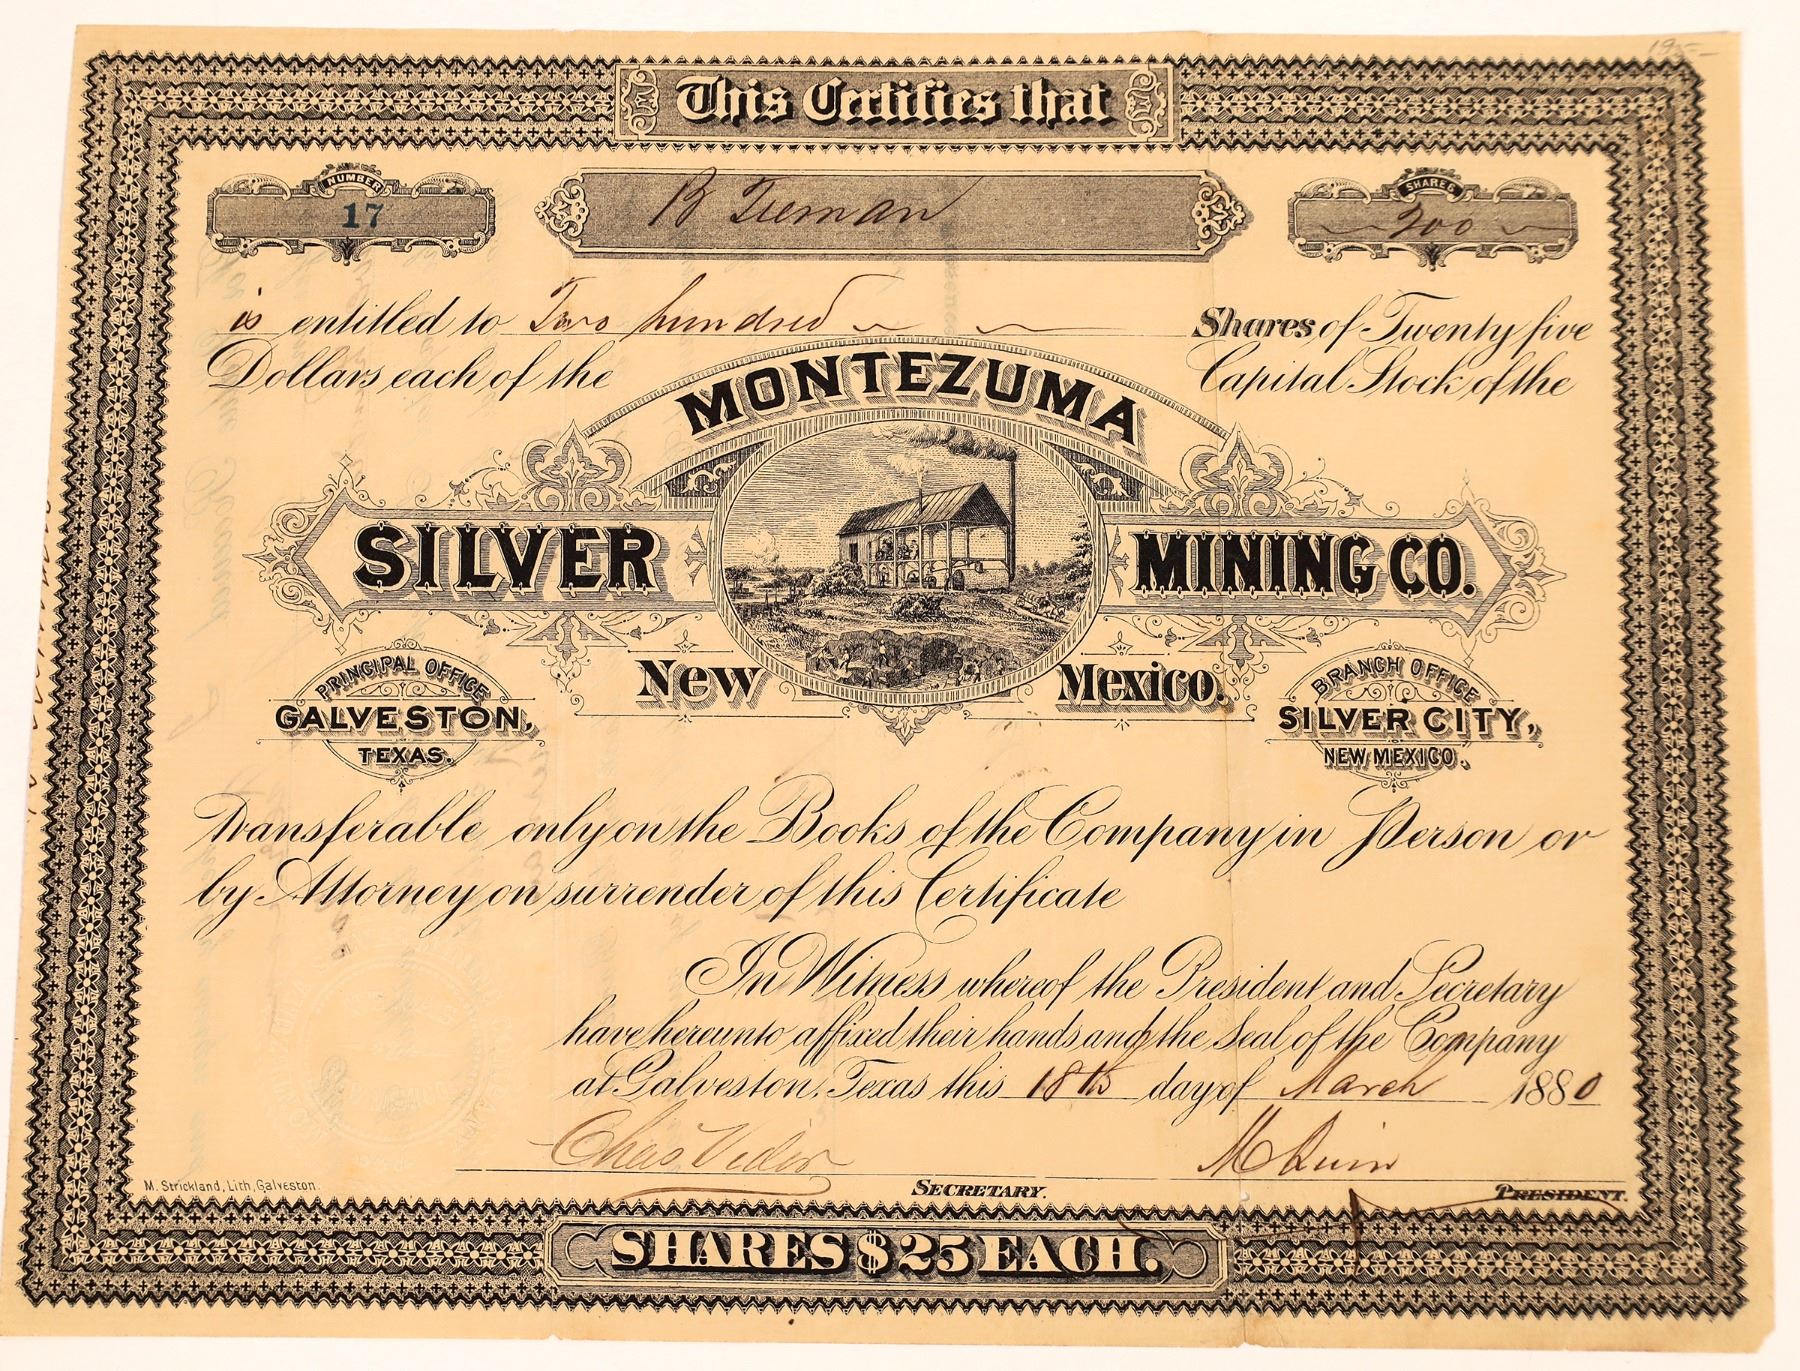 195-
This Certifies that
NUMBER
17
B Tieman
SHARES
200
is entitled to Two hundred Shares of Twenty five
Dollars each of the Capital Stock of the
MONTEZUMA
SILVER MINING CO.
New Mexico.
PRINCIPAL OFFICE
GALVESTON,
TEXAS.
BRANCH OFFICE
SILVER CITY,
NEW MEXICO.
Transferable only on the Books of the Company in Person or
by Attorney on surrender of this Certificate
In Witness whereof the President and Secretary
have hereunto affixed their hands and the Seal of the Company
at Galveston, Texas this 18th day of March 1880
Chas Vidor
M Quin
M. Strickland, Lith, Galveston.
SECRETARY.
PRESIDENT.
SHARES $25 EACH.